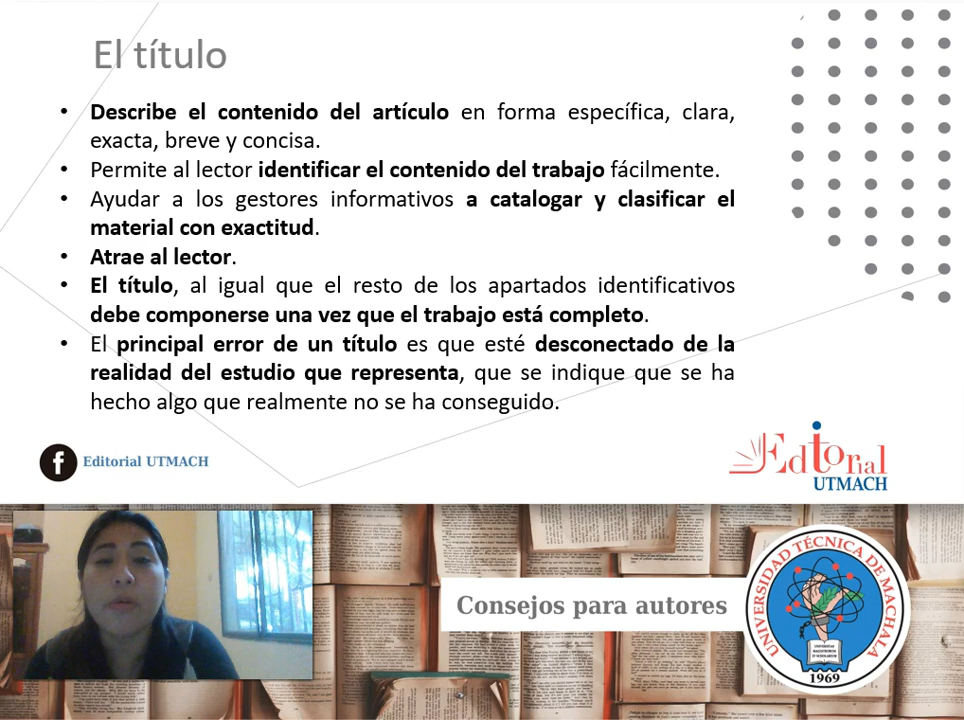 El título
• Describe el contenido del artículo en forma específica, clara,
exacta, breve y concisa.
• Permite al lector identificar el contenido del trabajo fácilmente.
• Ayudar a los gestores informativos a catalogar y clasificar el
material con exactitud.
• Atrae al lector.
• El título, al igual que el resto de los apartados identificativos
debe componerse una vez que el trabajo está completo.
• El principal error de un título es que esté desconectado de la
realidad del estudio que representa, que se indique que se ha
hecho algo que realmente no se ha conseguido.
f Editorial UTMACH
Editorial
UTMACH
Consejos para autores
UNIVERSIDAD TÉCNICA DE MACHALA
1969